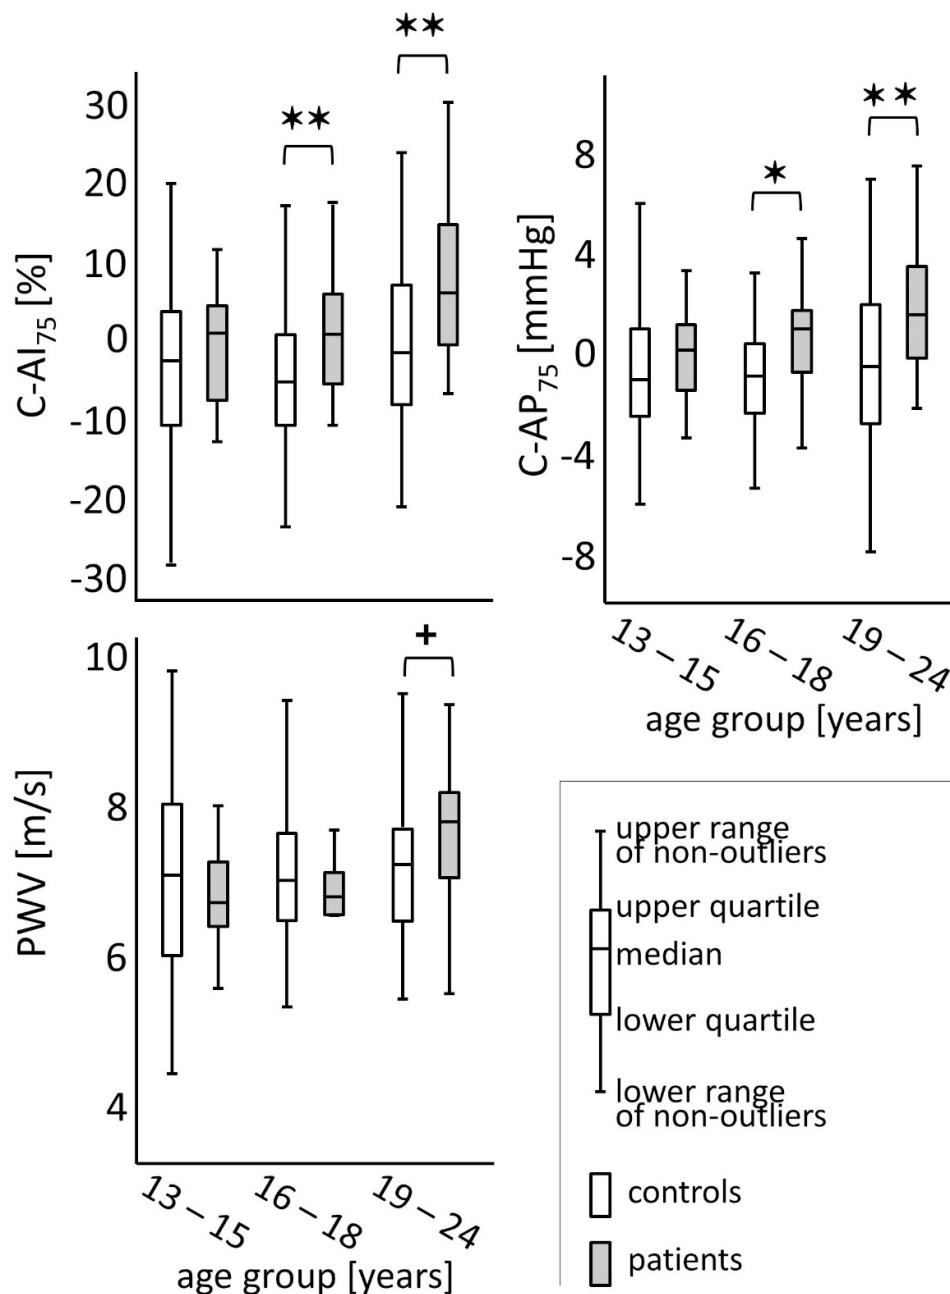 ✶✶
✶✶
30
20
10
0
-10
-20
-30
C-AI75 [%]
✶ ✶
✶
8
4
0
-4
-8
C-AP75 [mmHg]
13 – 15
16 – 18
19 – 24
age group [years]
+
10
8
6
4
PWV [m/s]
13 – 15
16 – 18
19 – 24
age group [years]
upper range
of non-outliers
upper quartile
median
lower quartile
lower range
of non-outliers
controls
patients